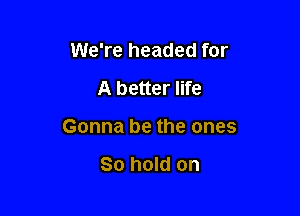 We're headed for
A better life
Gonna be the ones
So hold on